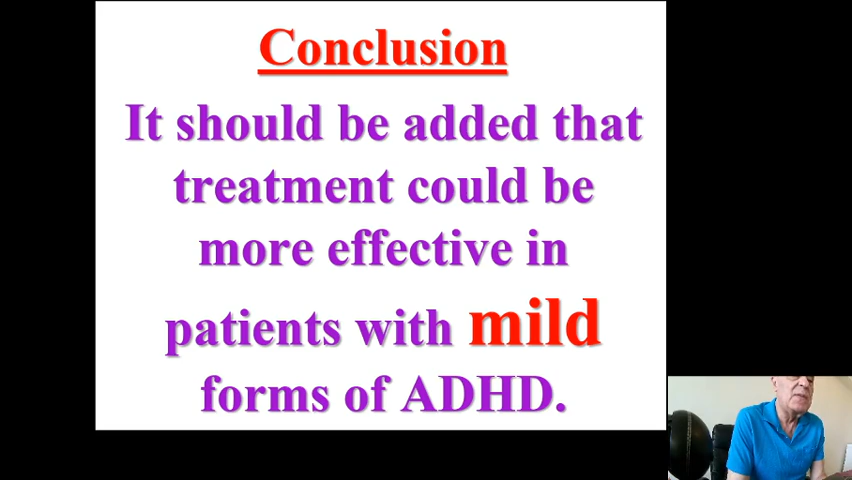 Conclusion
It should be added that
treatment could be
more effective in
patients with mild
forms of ADHD.